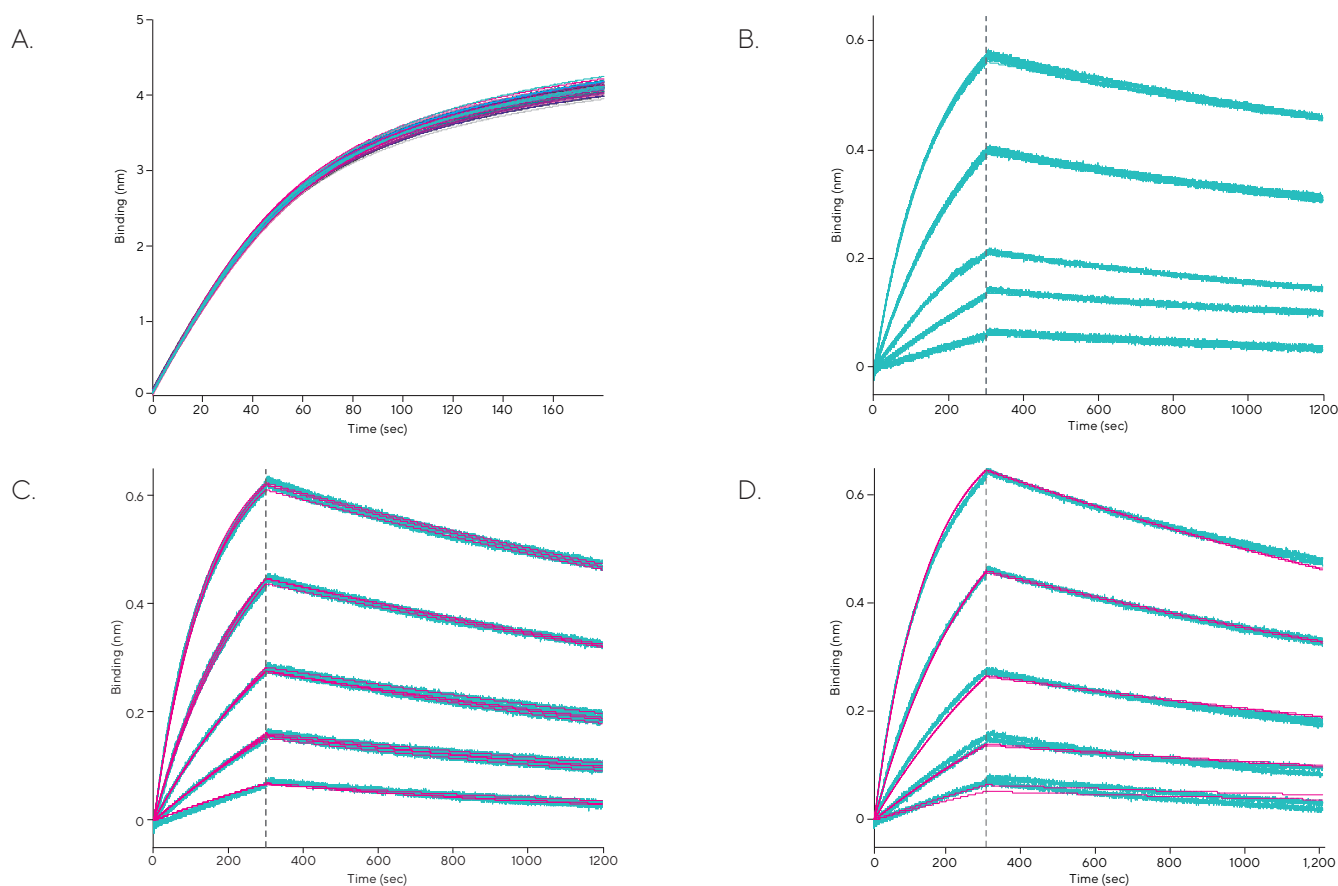 A.
5
4
3
2
1
0
Binding (nm)
0 20 40 60 80 100 120 140 160
Time (sec)
B.
0.6
0.4
0.2
0
Binding (nm)
0 200 400 600 800 1000 1200
Time (sec)
C.
0.6
0.4
0.2
0
Binding (nm)
0 200 400 600 800 1000 1200
Time (sec)
D.
0.6
0.4
0.2
0
Binding (nm)
0 200 400 600 800 1000 1,200
Time (sec)